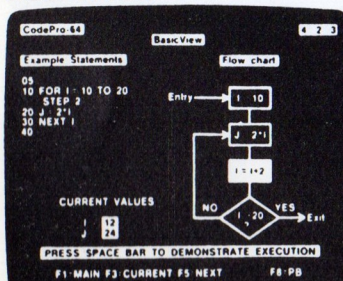 CodePro-64
4 2 3
BasicView
Example Statements
Flow chart
05
10 FOR I = 10 TO 20
STEP 2
20 J = 2*I
30 NEXT I
40
Entry
I = 10
J = 2*I
I = I+2
NO
YES
I >20
?
Exit
CURRENT VALUES
I 12
J 24
PRESS SPACE BAR TO DEMONSTRATE EXECUTION
F1-MAIN F3-CURRENT F5-NEXT F8-PB